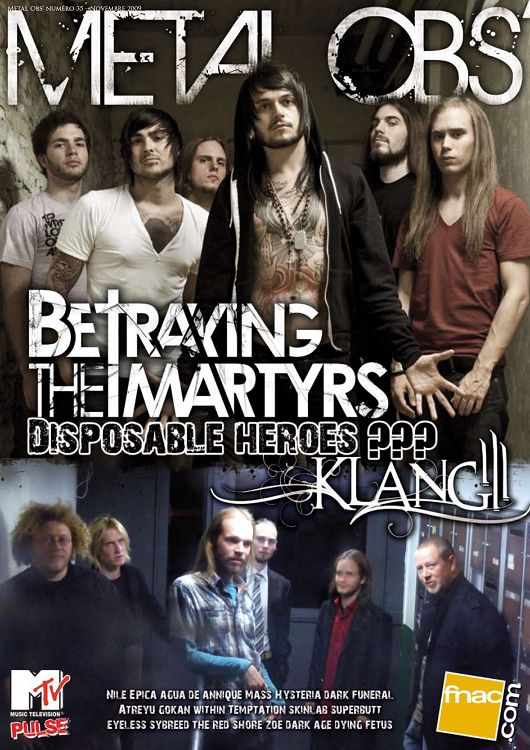 METAL OBS' NUMÉRO 35 - NOVEMBRE 2009
METAL OBS'
BETRAYING
THE MARTYRS
DISPOSABLE HEROES ???
KLANG!!!
MTV
MUSIC TELEVISION
PULSE
NILE EPICA AGUA DE ANNIQUE MASS HYSTERIA DARK FUNERAL
ATREYU GOKAN WITHIN TEMPTATION SKINLAB SUPERBUTT
EYELESS SYBREED THE RED SHORE ZOE DARK AGE DYING FETUS
fnac
.com